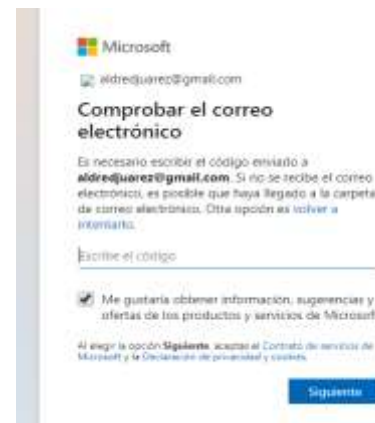 Microsoft
aldredjuarez@gmail.com
Comprobar el correo
electrónico
Es necesario escribir el código enviado a
aldredjuarez@gmail.com. Si no se recibe el correo
electrónico, es posible que haya llegado a la carpeta
de correo electrónico. Otra opción es volver a
intentarlo.
Escribe el código
Me gustaría obtener información, sugerencias y
ofertas de los productos y servicios de Microsoft
Al elegir la opción Siguiente, aceptas el Contrato de servicios de
Microsoft y la Declaración de privacidad y cookies.
Siguiente